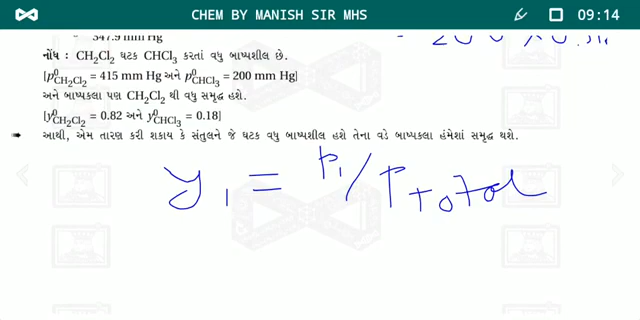 CHEM BY MANISH SIR MHS
09:14
347.9 mm Hg
નોંધ : CH₂Cl₂ ઘટક CHCl₃ કરતાં વધુ બાષ્પશીલ છે.
[p⁰CH₂Cl₂ = 415 mm Hg અને p⁰CHCl₃ = 200 mm Hg]
અને બાષ્પકલા પણ CH₂Cl₂ થી વધુ સમૃદ્ધ હશે.
[y⁰CH₂Cl₂ = 0.82 અને y⁰CHCl₃ = 0.18]
➠ આથી, એમ તારણ કરી શકાય કે સંતુલને જે ઘટક વધુ બાષ્પશીલ હશે તેના વડે બાષ્પકલા હંમેશાં સમૃદ્ધ થશે.
y₁ = p₁/PTotal